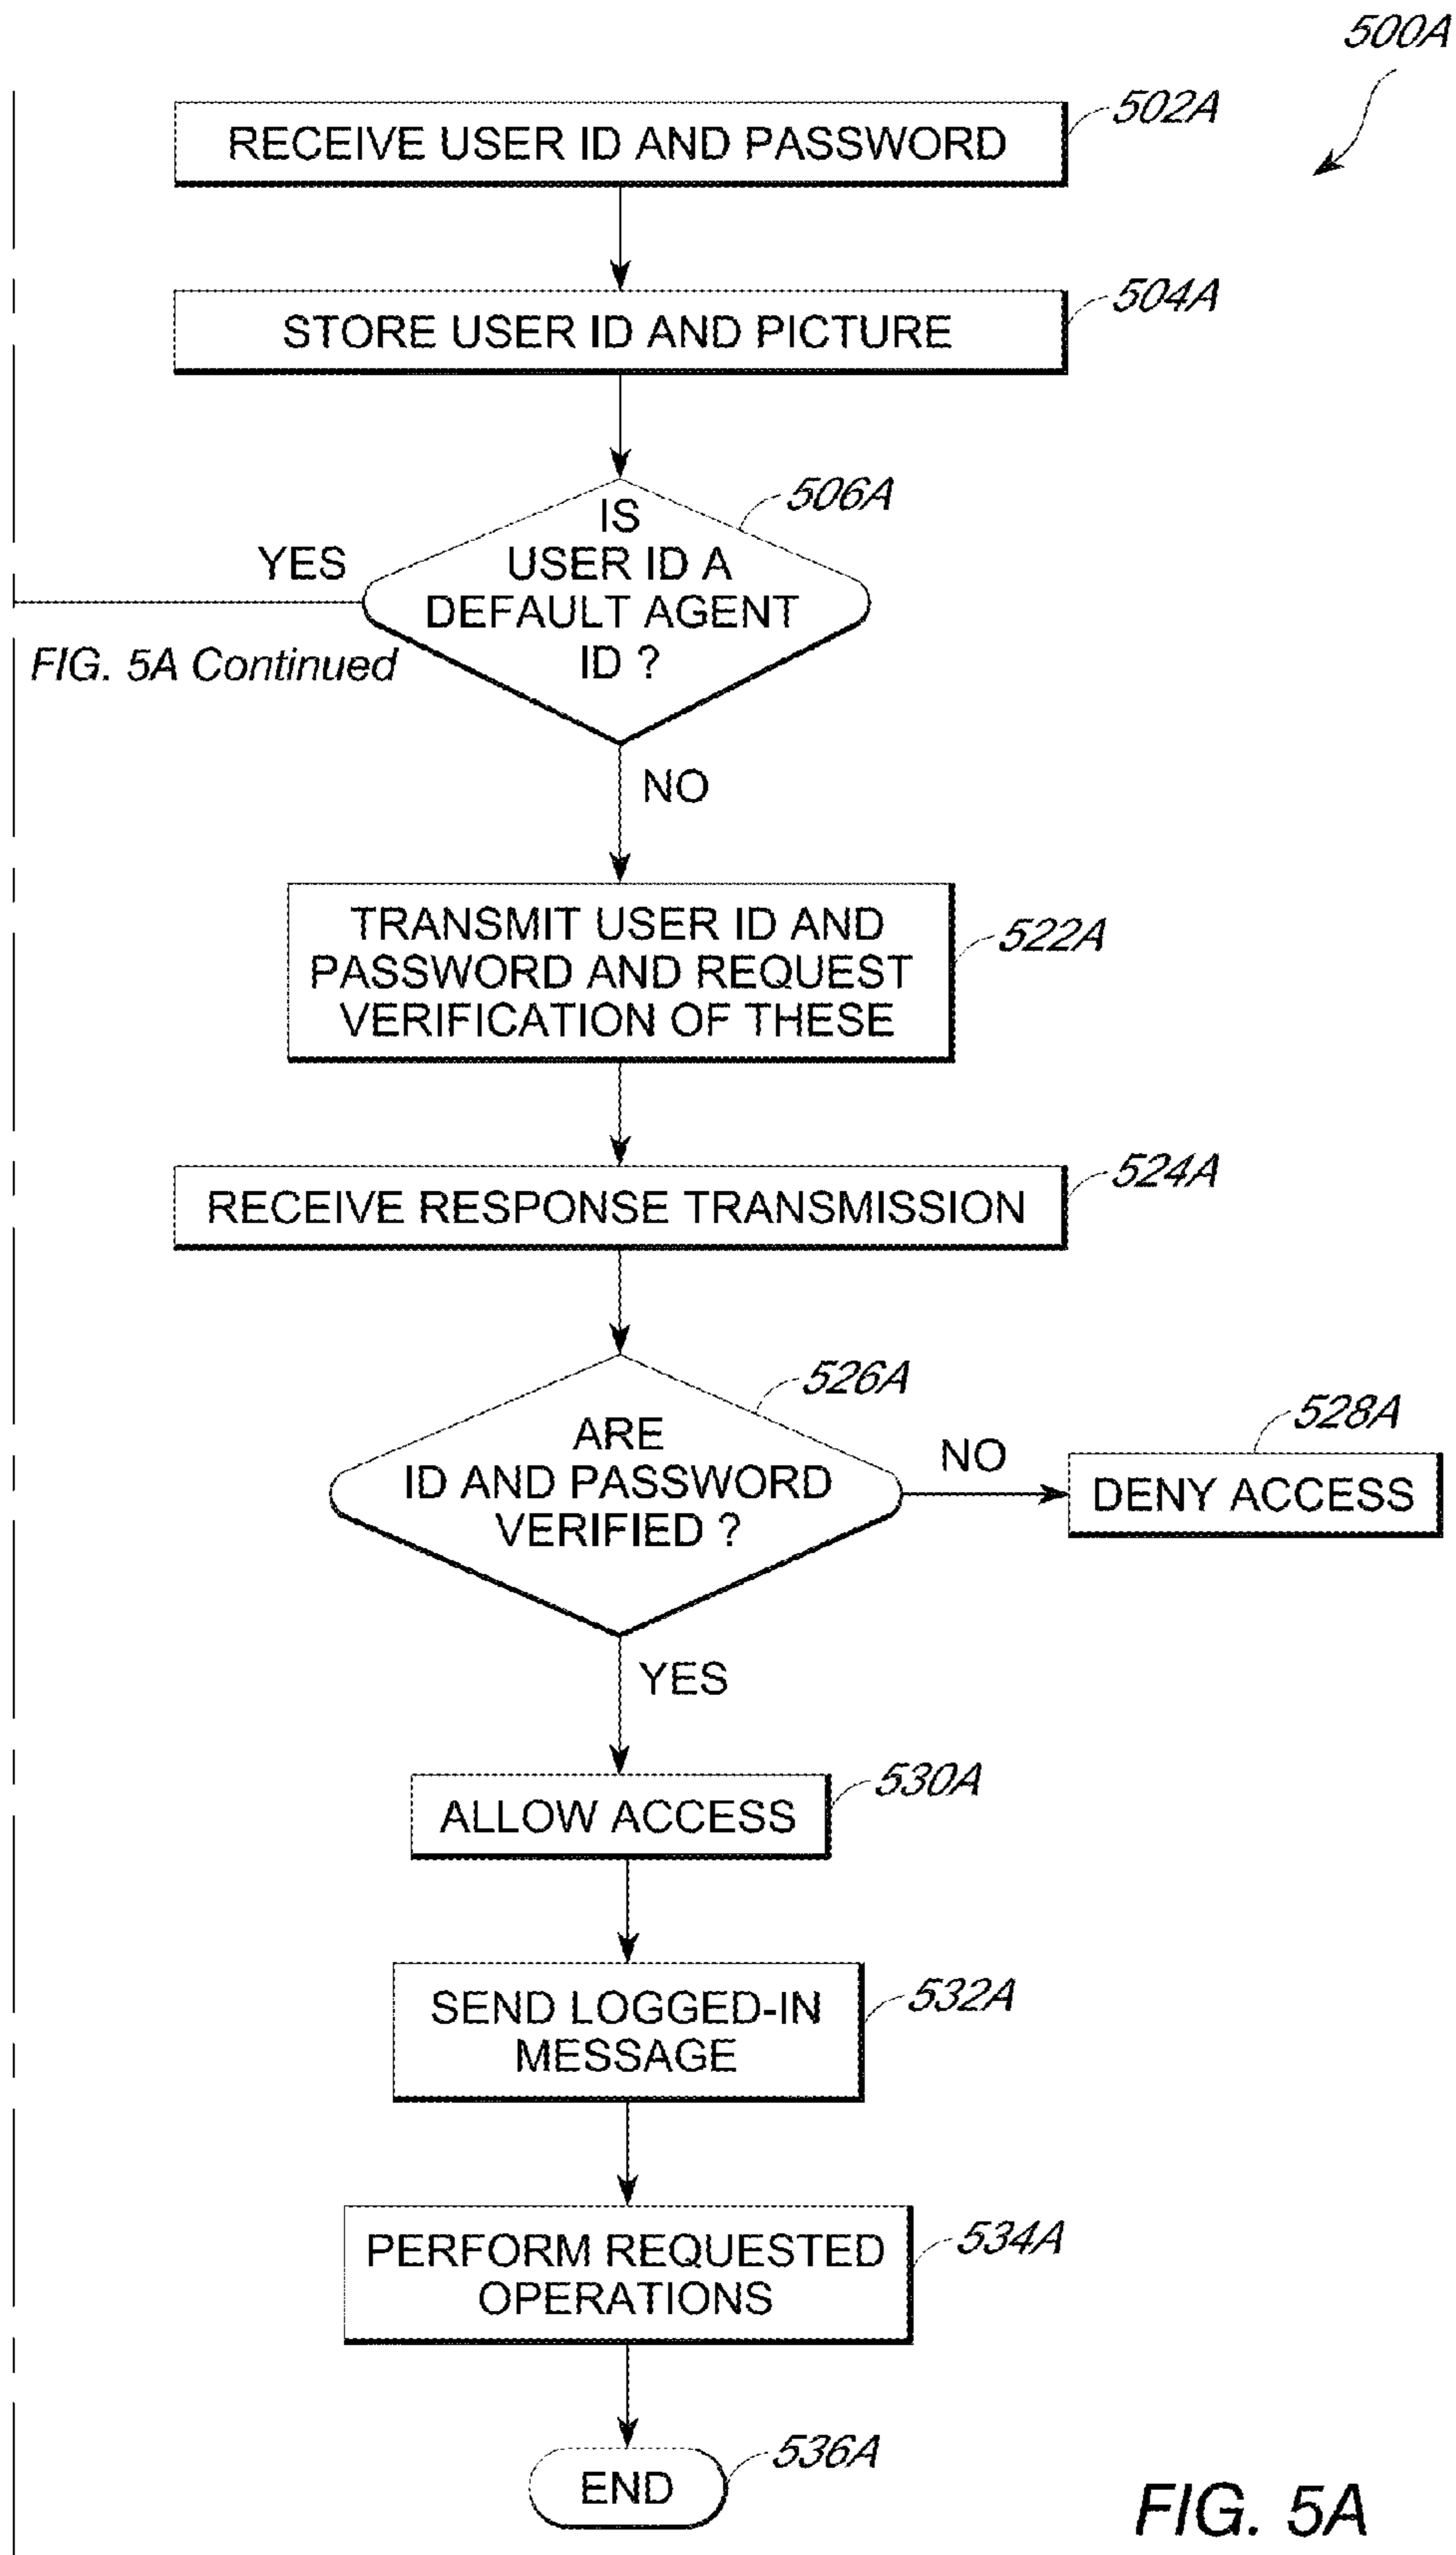 500A
RECEIVE USER ID AND PASSWORD
502A
STORE USER ID AND PICTURE
504A
IS
USER ID A
DEFAULT AGENT
ID ?
506A
YES
FIG. 5A Continued
NO
TRANSMIT USER ID AND
PASSWORD AND REQUEST
VERIFICATION OF THESE
522A
RECEIVE RESPONSE TRANSMISSION
524A
ARE
ID AND PASSWORD
VERIFIED ?
526A
NO
DENY ACCESS
528A
YES
ALLOW ACCESS
530A
SEND LOGGED-IN
MESSAGE
532A
PERFORM REQUESTED
OPERATIONS
534A
END
536A
FIG. 5A